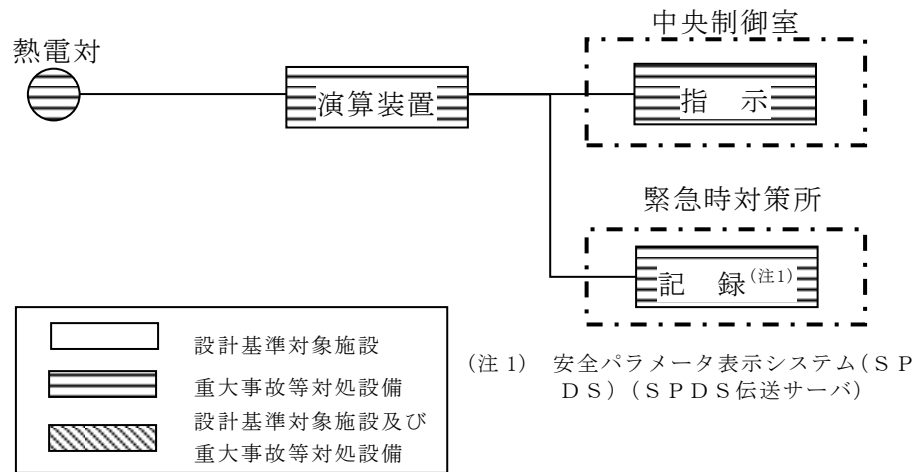 中央制御室
熱電対
演算装置
指　示
緊急時対策所
記　録(注1)
設計基準対象施設
重大事故等対処設備
設計基準対象施設及び
重大事故等対処設備
(注1)　安全パラメータ表示システム(ＳＰ
ＤＳ)(ＳＰＤＳ伝送サーバ)